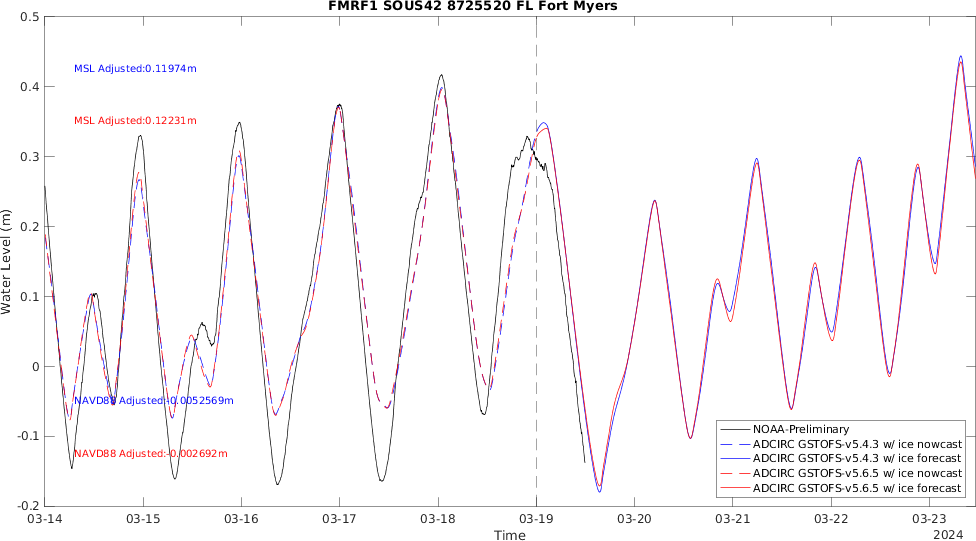 FMRF1 SOUS42 8725520 FL Fort Myers
0.5
0.4
0.3
0.2
0.1
0
-0.1
-0.2
Water Level (m)
MSL Adjusted:0.11974m
MSL Adjusted:0.12231m
NAVD88 Adjusted:-0.0052569m
NAVD88 Adjusted:-0.002692m
NOAA-Preliminary
ADCIRC GSTOFS-v5.4.3 w/ ice nowcast
ADCIRC GSTOFS-v5.4.3 w/ ice forecast
ADCIRC GSTOFS-v5.6.5 w/ ice nowcast
ADCIRC GSTOFS-v5.6.5 w/ ice forecast
03-14 03-15 03-16 03-17 03-18 03-19 03-20 03-21 03-22 03-23
Time
2024